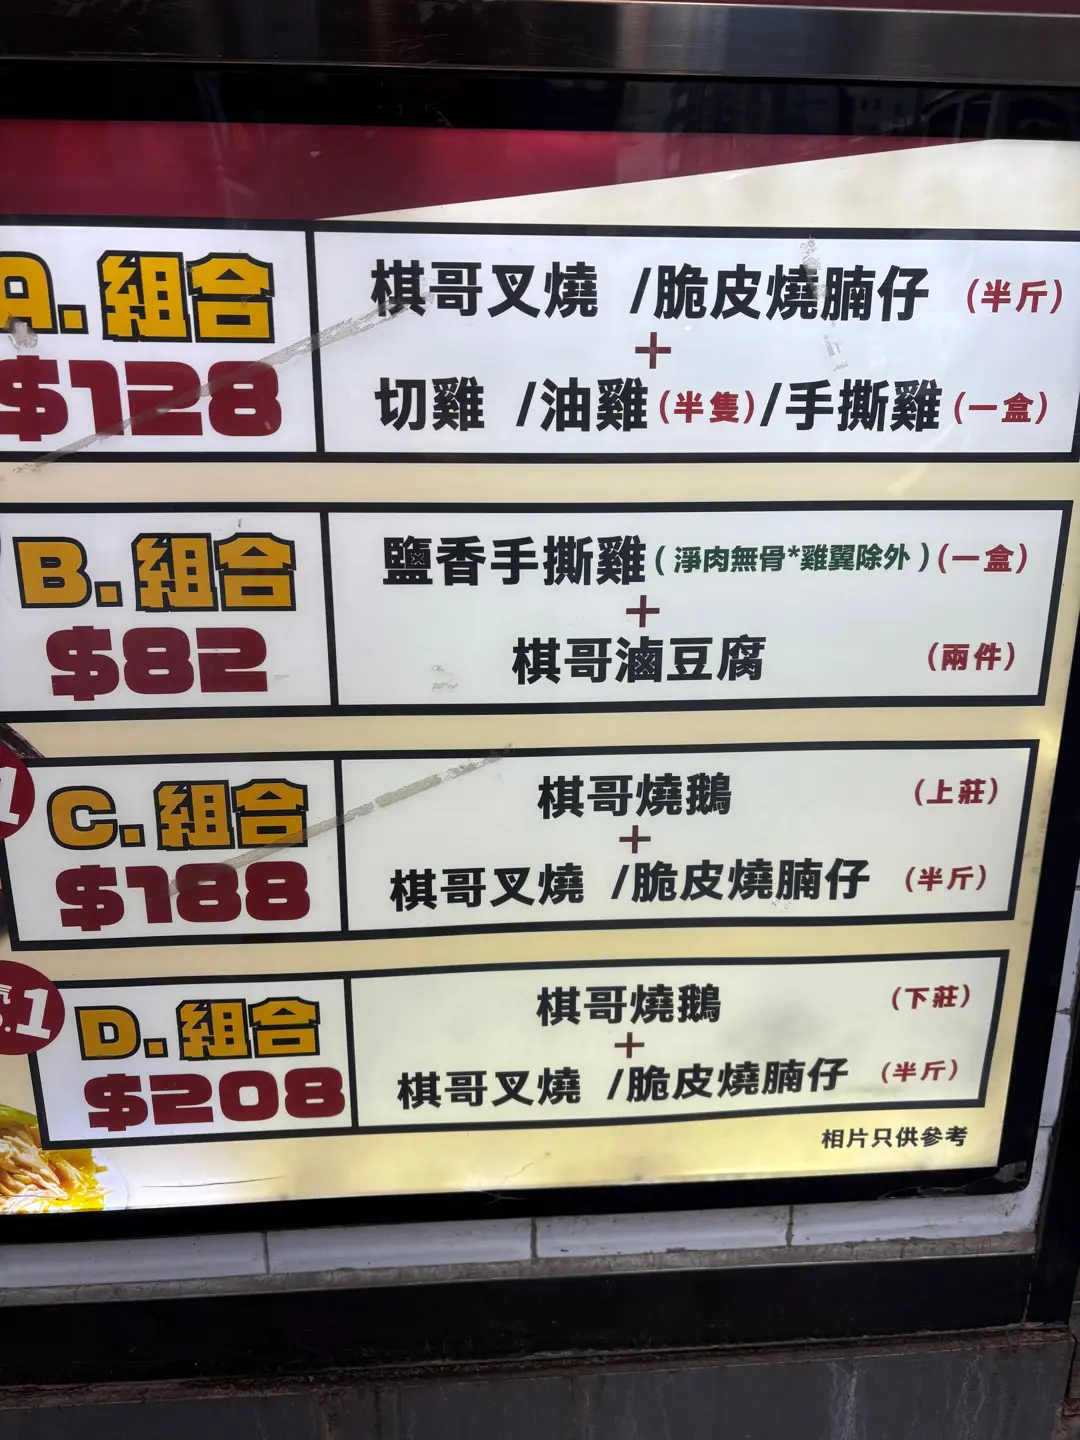 A.組合
$128
棋哥叉燒 /脆皮燒腩仔 (半斤)
+
切雞 /油雞(半隻)/手撕雞(一盒)
B.組合
$82
鹽香手撕雞(淨肉無骨*雞翼除外)(一盒)
+
棋哥滷豆腐 (兩件)
1
C.組合
$188
棋哥燒鵝 (上莊)
+
棋哥叉燒 /脆皮燒腩仔 (半斤)
氣
.1
D.組合
$208
棋哥燒鵝 (下莊)
+
棋哥叉燒 /脆皮燒腩仔 (半斤)
相片只供參考